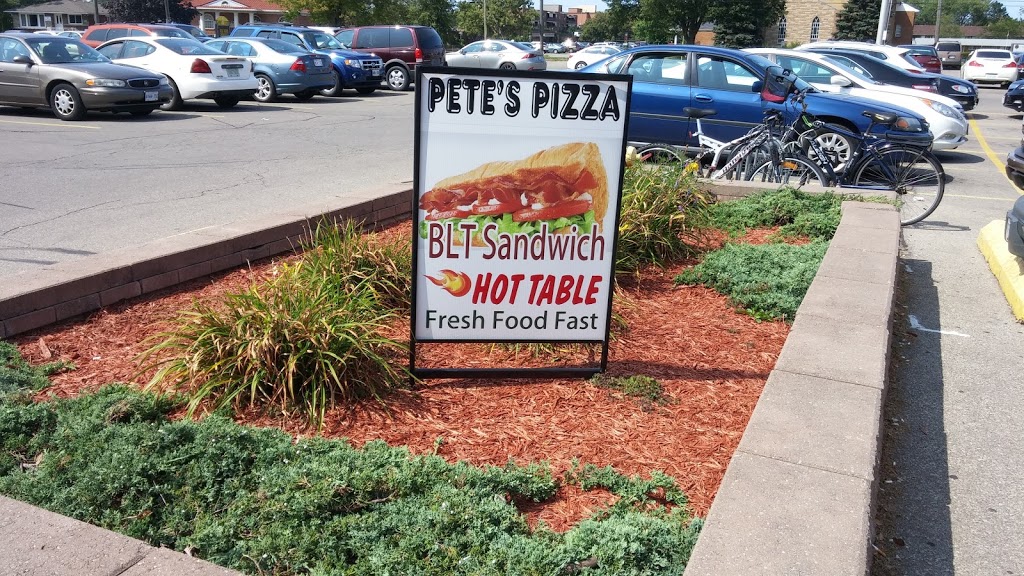 PETE'S PIZZA
BLT Sandwich
HOT TABLE
Fresh Food Fast